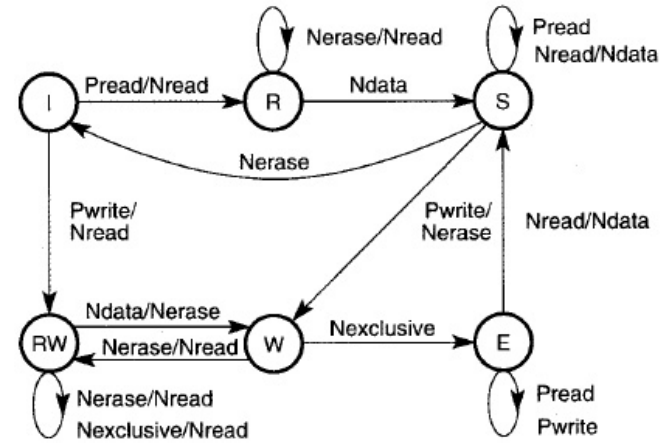 Nerase/Nread
Pread
Nread/Ndata
I
Pread/Nread
R
Ndata
S
Nerase
Pwrite/
Nread
Pwrite/
Nerase
Nread/Ndata
Ndata/Nerase
RW
Nerase/Nread
W
Nexclusive
E
Nerase/Nread
Nexclusive/Nread
Pread
Pwrite